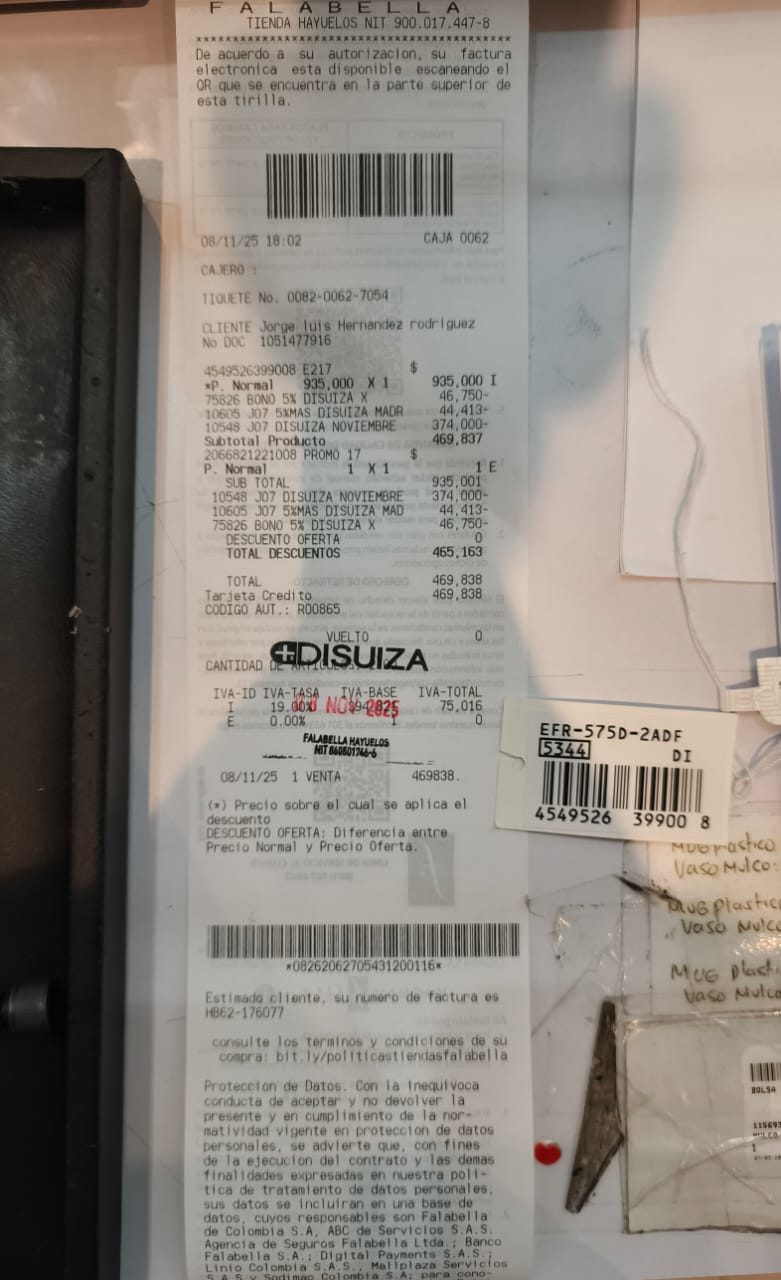 FALABELLA
TIENDA HAYUELOS NIT 900.017.447-8
De acuerdo a su autorizacion, su factura
electronica esta disponible escaneando el
QR que se encuentra en la parte superior de
esta tirilla.
08/11/25 18:02 CAJA 0062
CAJERO :
TIQUETE No. 0082-0062-7054
CLIENTE Jorge luis Hernandez rodriguez
No DOC 1051477916
4549526399008 E217 $
*P. Normal 935,000 X 1 935,000 I
75826 BONO 5% DISUIZA X 46,750-
10605 J07 5%MAS DISUIZA MADR 44,413-
10548 J07 DISUIZA NOVIEMBRE 374,000-
Subtotal Producto 469,837
2066821221008 PROMO 17 $
P. Normal 1 X 1 1 E
SUB TOTAL 935,001
10548 J07 DISUIZA NOVIEMBRE 374,000-
10605 J07 5%MAS DISUIZA MAD 44,413-
75826 BONO 5% DISUIZA X 46,750-
DESCUENTO OFERTA 0
TOTAL DESCUENTOS 465,163
TOTAL 469,838
Tarjeta Credito 469,838
CODIGO AUT.: R00865
VUELTO 0
DISUIZA
CANTIDAD DE ARTICULOS
IVA-ID IVA-TASA IVA-BASE IVA-TOTAL
I 19.00% 75,016
E 0.00% 1 0
NOV 2025
FALABELLA HAYUELOS
08/11/25 1 VENTA 469838.
(*) Precio sobre el cual se aplica el
descuento
DESCUENTO OFERTA: Diferencia entre
Precio Normal y Precio Oferta.
*08262062705431200116*
Estimado cliente, su numero de factura es
H862-176077
consulte los terminos y condiciones de su
compra: bit.ly/politicastiendasfalabella
Proteccion de Datos. Con la inequivoca
conducta de aceptar y no devolver la
presente y en cumplimiento de la nor-
matividad vigente en proteccion de datos
personales, se advierte que, con fines
de la ejecucion del contrato y las demas
finalidades expresadas en nuestra poli-
tica de tratamiento de datos personales,
sus datos se incluiran en una base de
datos, cuyos responsables son Falabella
de Colombia S.A, ABC de Servicios S.A.S.
Agencia de Seguros Falabella Ltda.; Banco
Falabella S.A.; Digital Payments S.A.S.;
Linio Colombia S.A.S., Mallplaza Servicios
S.A.S y Sodimac Colombia S.A; para cono-
EFR-575D-2ADF
5344 DI
4549526 39900 8
Mug plastico
Vaso Mulco:
Mug plastic
Vaso Mulco
Mug plasti
Vaso Mulco
BOLSA